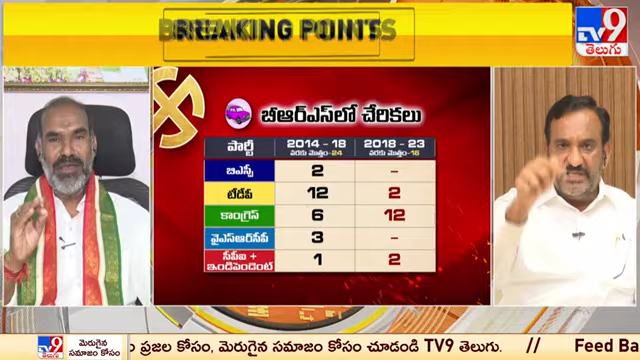 BREAKING POINTS
TV9
తెలుగు
బీఆర్ఎస్‌లో చేరికలు
పార్టీ 2014 - 18 2018 - 23
వరకు మొత్తం-24 వరకు మొత్తం-16
బిఎస్పీ 2 –
టీడీపీ 12 2
కాంగ్రెస్ 6 12
వైఎస్ఆర్‌సీపీ 3 –
సీపీఐ + ఇండిపెండెంట్ 1 2
TV9
తెలుగు
మెరుగైన
సమాజం కోసం
ప్రజల కోసం, మెరుగైన సమాజం కోసం చూడండి TV9 తెలుగు. // Feed Ba